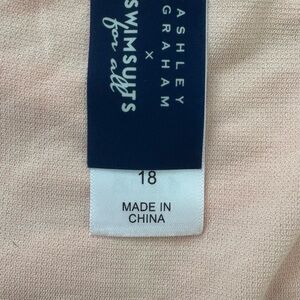 ASHLEY
GRAHAM
×
SWIMSUITS
for all
18
MADE IN
CHINA